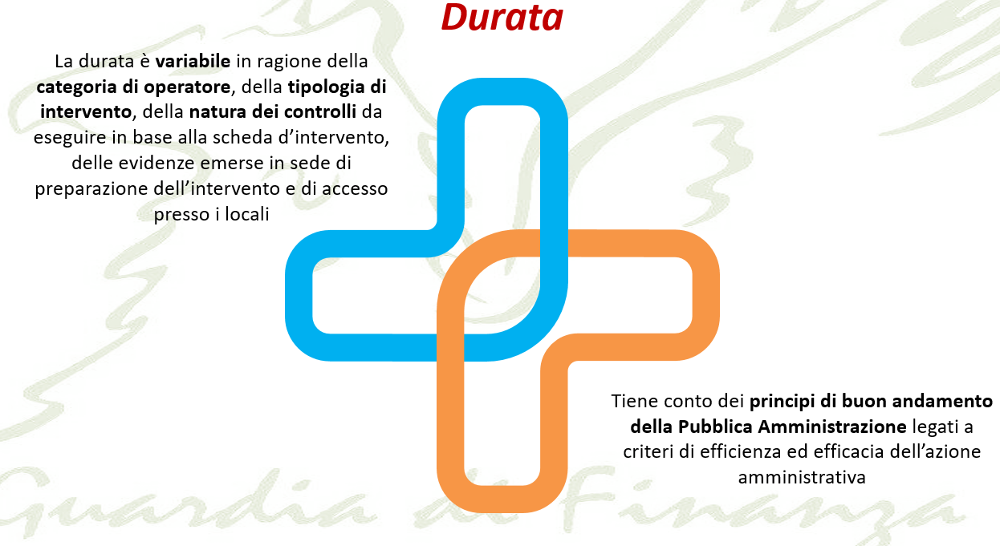 Durata
La durata è variabile in ragione della
categoria di operatore, della tipologia di
intervento, della natura dei controlli da
eseguire in base alla scheda d’intervento,
delle evidenze emerse in sede di
preparazione dell’intervento e di accesso
presso i locali
Tiene conto dei principi di buon andamento
della Pubblica Amministrazione legati a
criteri di efficienza ed efficacia dell’azione
amministrativa
Guardia di Finanza